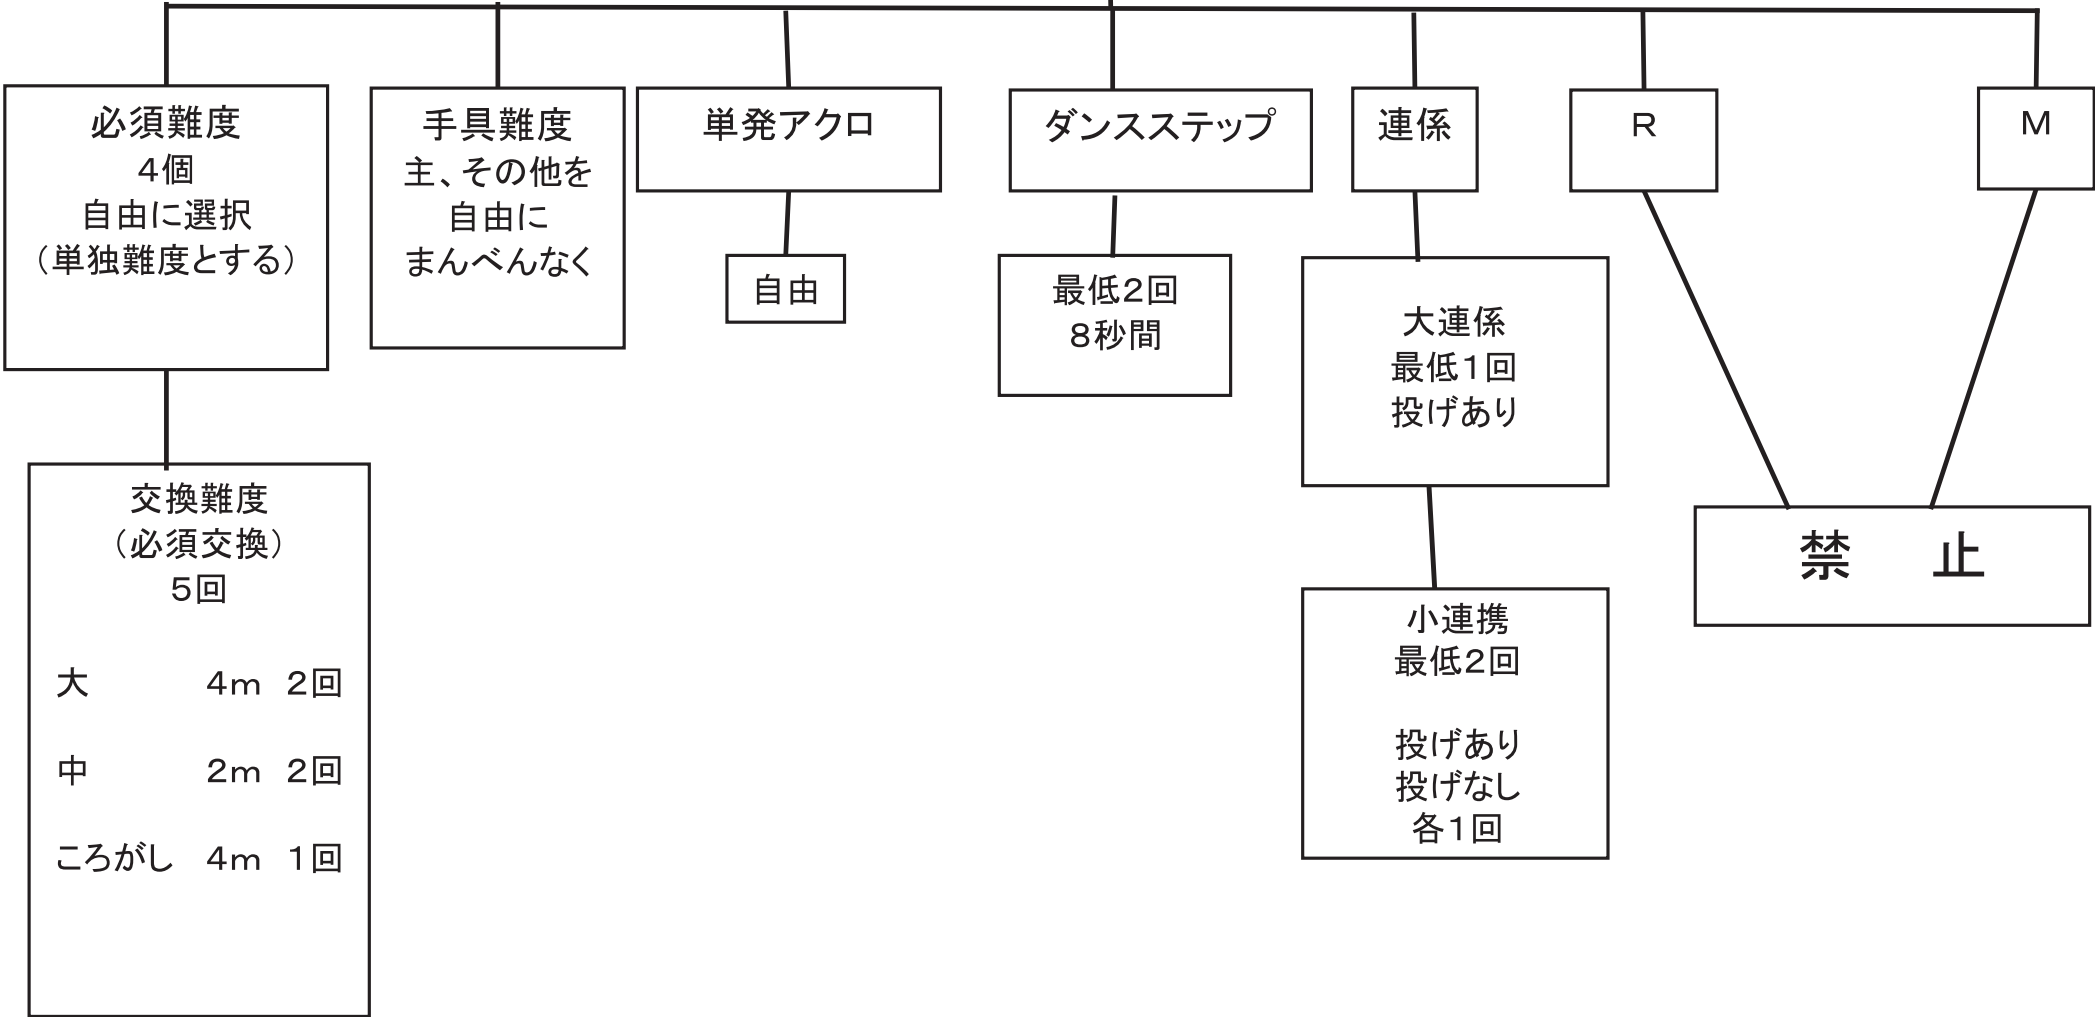 必須難度
4個
自由に選択
（単独難度とする）
手具難度
主、その他を
自由に
まんべんなく
単発アクロ
自由
ダンスステップ
最低2回
8秒間
連係
大連係
最低1回
投げあり
小連携
最低2回
投げあり
投げなし
各1回
R
M
禁　止
交換難度
（必須交換）
5回
大　4m　2回
中　2m　2回
ころがし　4m　1回